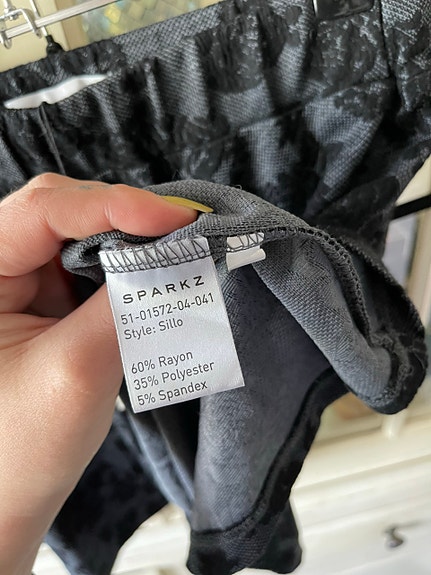 SPARKZ
51-01572-04-041
Style: Sillo
60% Rayon
35% Polyester
5% Spandex